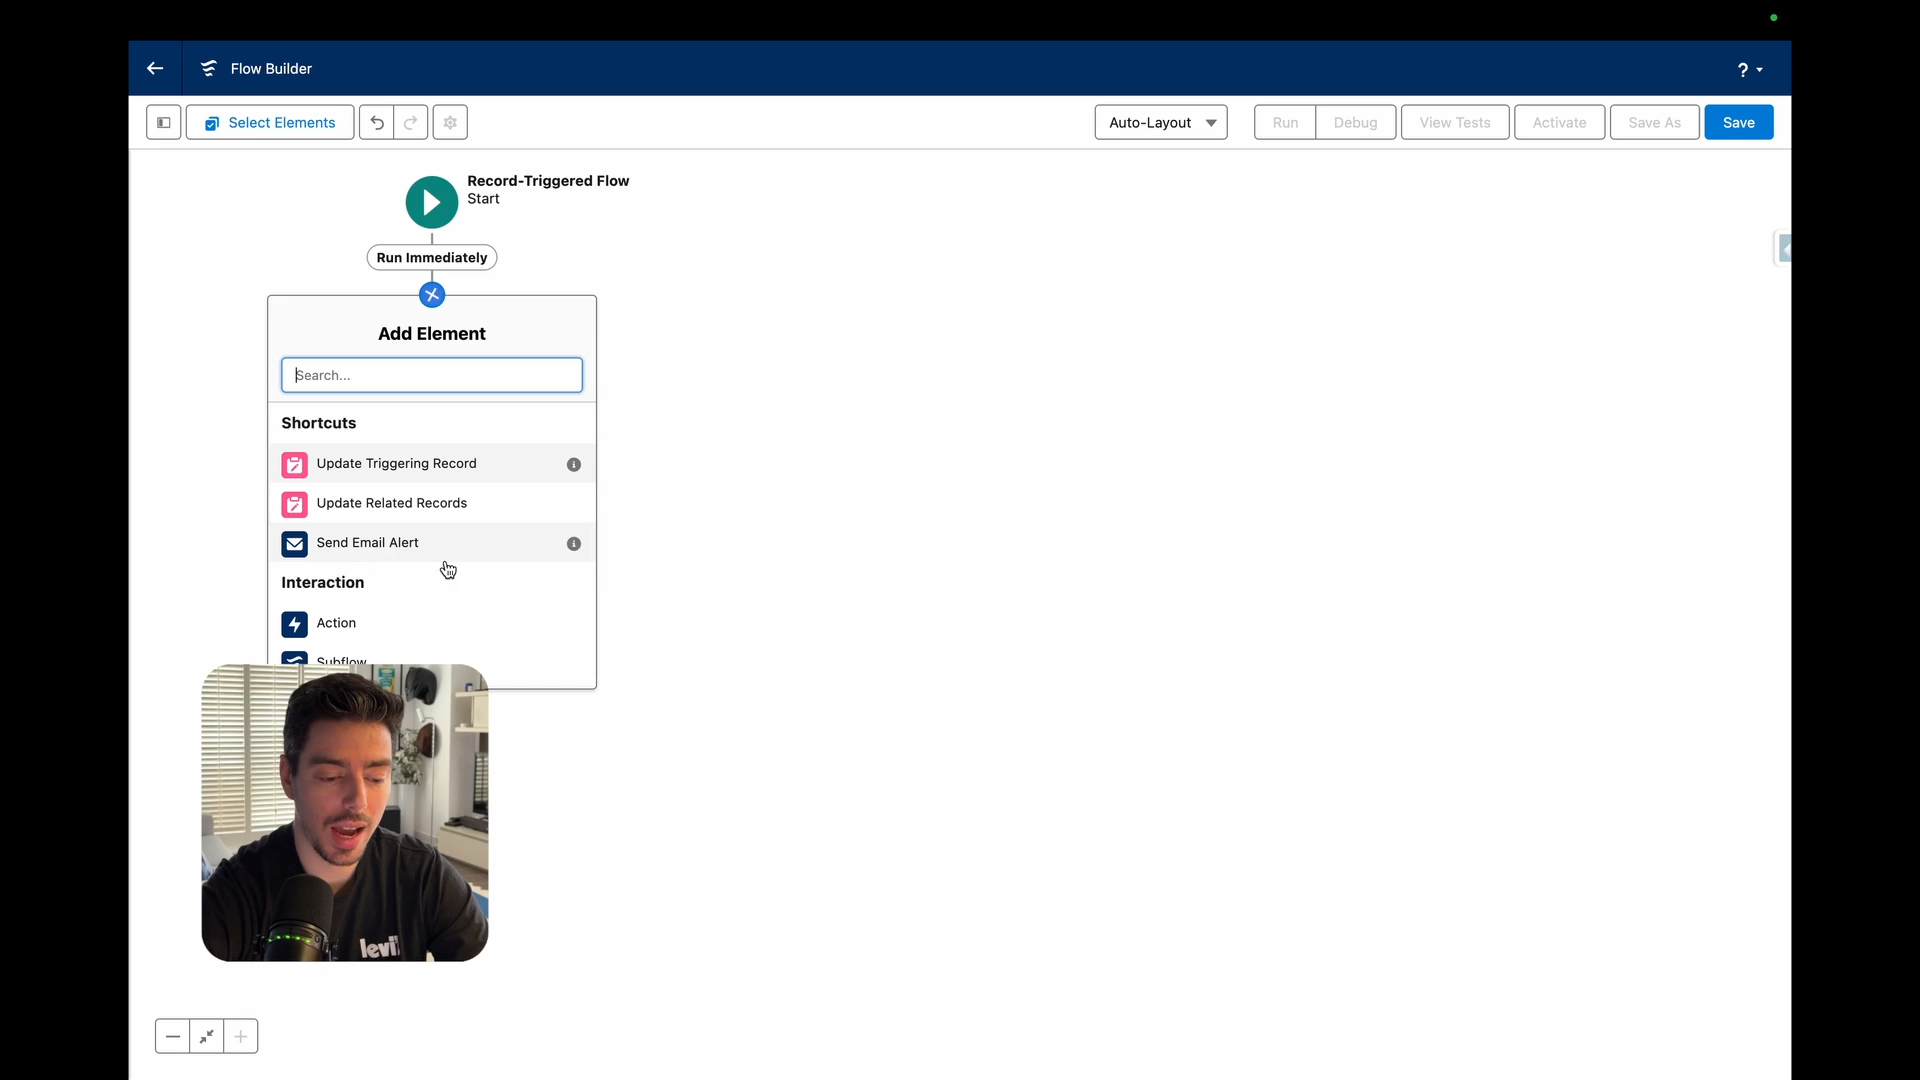 Flow Builder
?
Select Elements
Auto-Layout
Run
Debug
View Tests
Activate
Save As
Save
Record-Triggered Flow
Start
Run Immediately
Add Element
Search...
Shortcuts
Update Triggering Record
Update Related Records
Send Email Alert
Interaction
Action
Subflow
levi